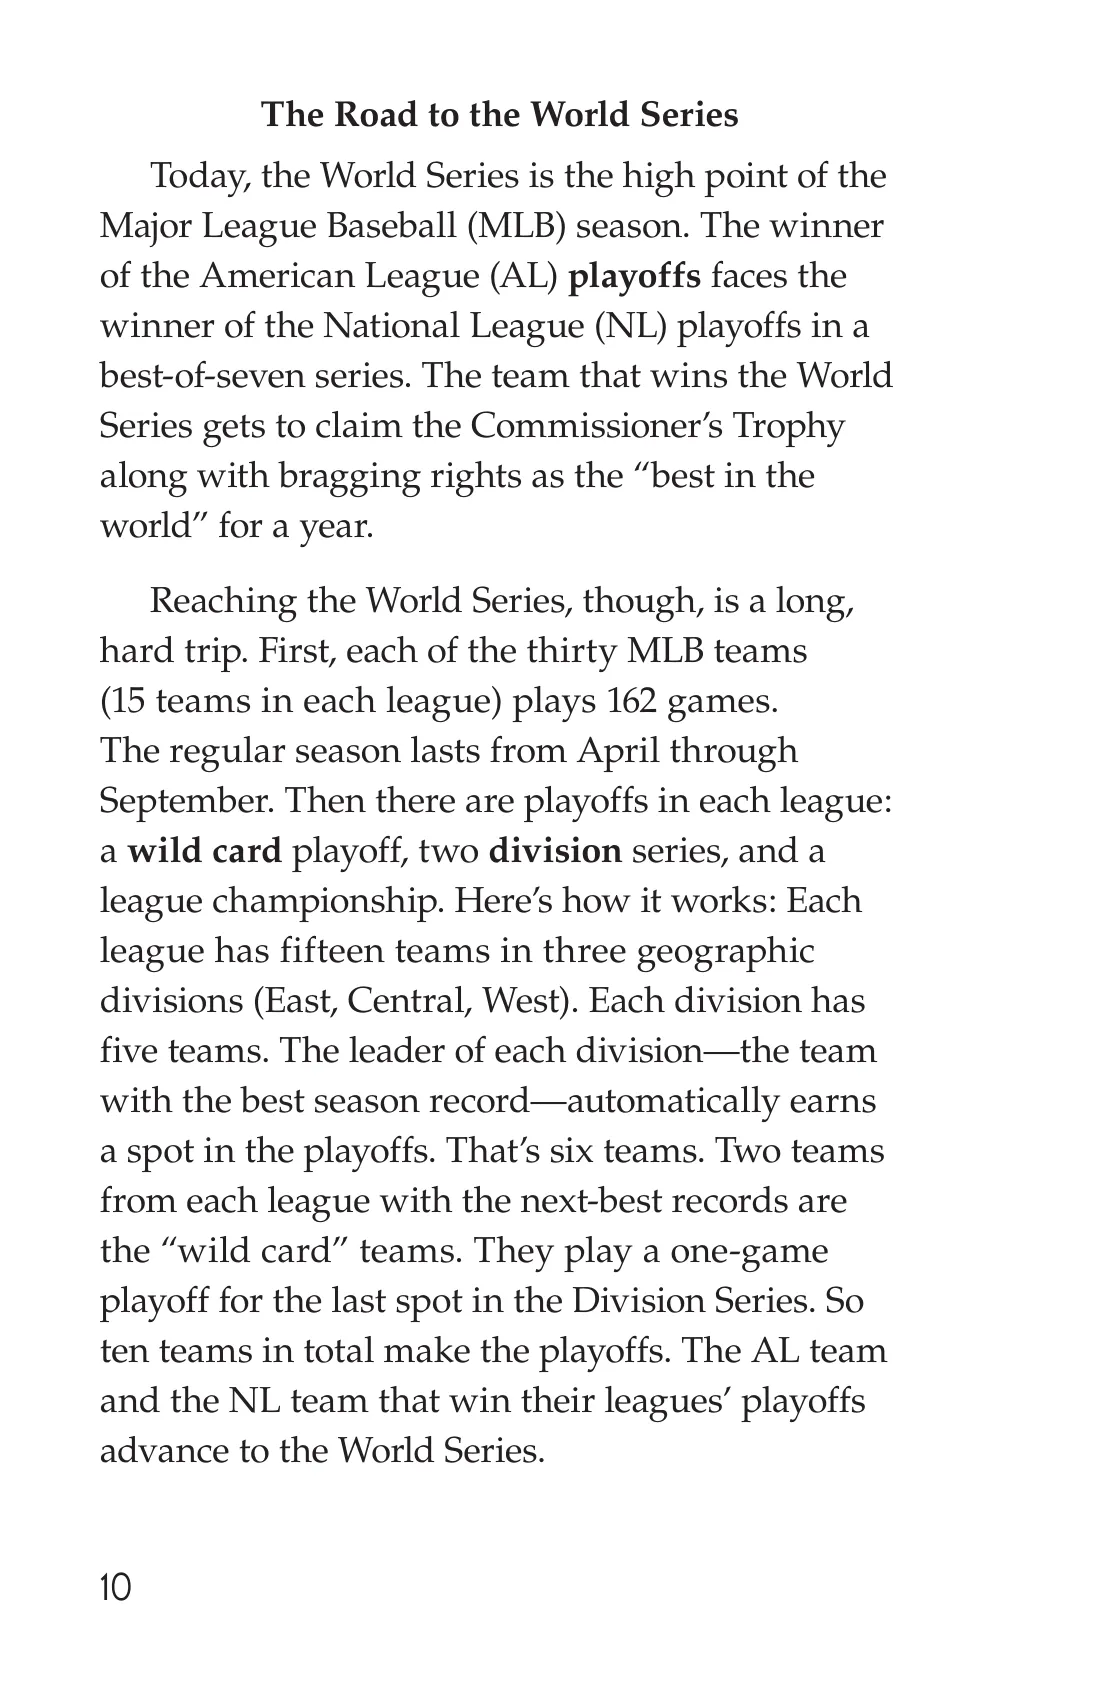 The Road to the World Series
Today, the World Series is the high point of the
Major League Baseball (MLB) season. The winner
of the American League (AL) playoffs faces the
winner of the National League (NL) playoffs in a
best-of-seven series. The team that wins the World
Series gets to claim the Commissioner’s Trophy
along with bragging rights as the “best in the
world” for a year.
Reaching the World Series, though, is a long,
hard trip. First, each of the thirty MLB teams
(15 teams in each league) plays 162 games.
The regular season lasts from April through
September. Then there are playoffs in each league:
a wild card playoff, two division series, and a
league championship. Here’s how it works: Each
league has fifteen teams in three geographic
divisions (East, Central, West). Each division has
five teams. The leader of each division—the team
with the best season record—automatically earns
a spot in the playoffs. That’s six teams. Two teams
from each league with the next-best records are
the “wild card” teams. They play a one-game
playoff for the last spot in the Division Series. So
ten teams in total make the playoffs. The AL team
and the NL team that win their leagues’ playoffs
advance to the World Series.
10